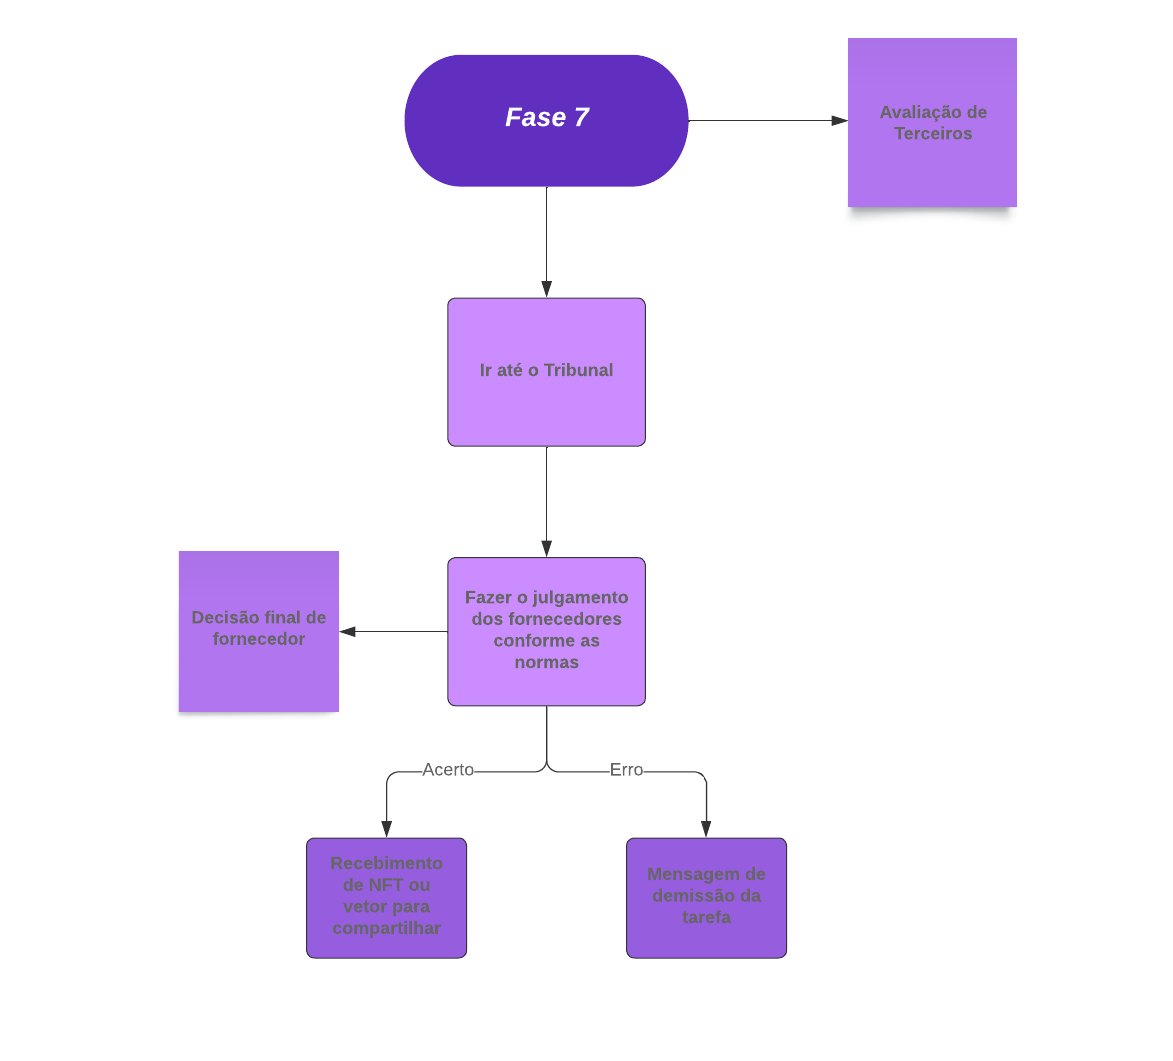 Fase 7
Avaliação de
Terceiros
Ir até o Tribunal
Fazer o julgamento
dos fornecedores
conforme as
normas
Decisão final de
fornecedor
Acerto
Erro
Recebimento
de NFT ou
vetor para
compartilhar
Mensagem de
demissão da
tarefa